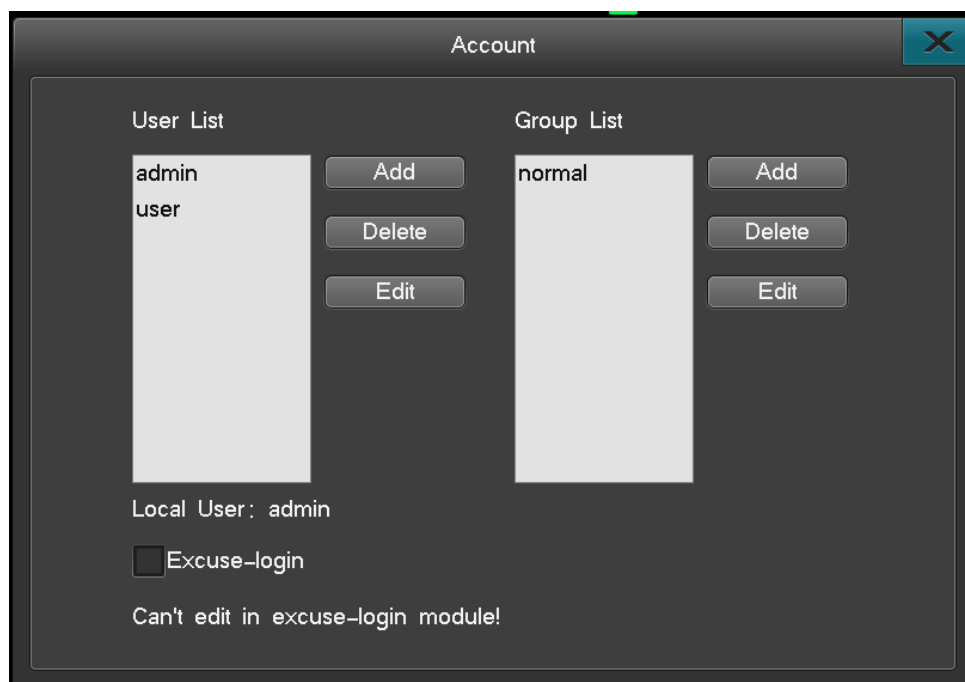 Account
User List
Group List
admin
user
Add
Delete
Edit
normal
Add
Delete
Edit
Local User: admin
Excuse-login
Can't edit in excuse-login module!